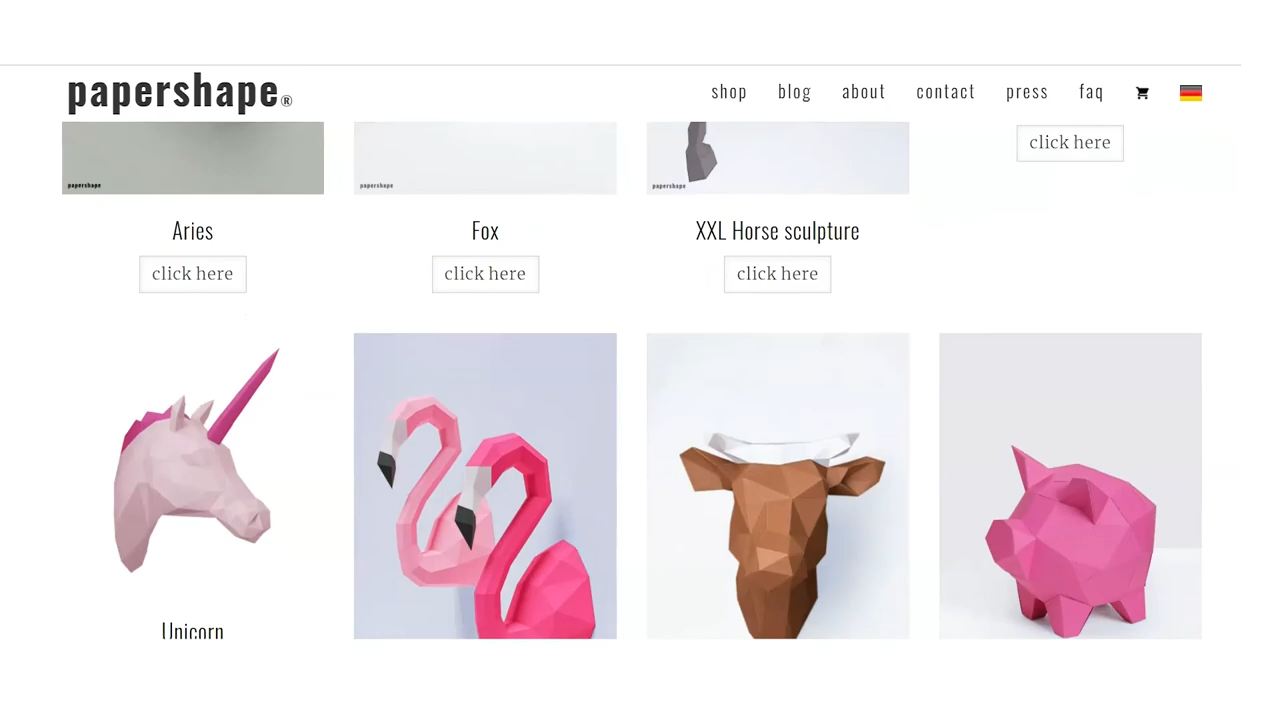 papershape®
shop blog about contact press faq
click here
papershape papershape papershape
Aries Fox XXL Horse sculpture
click here click here click here
Unicorn